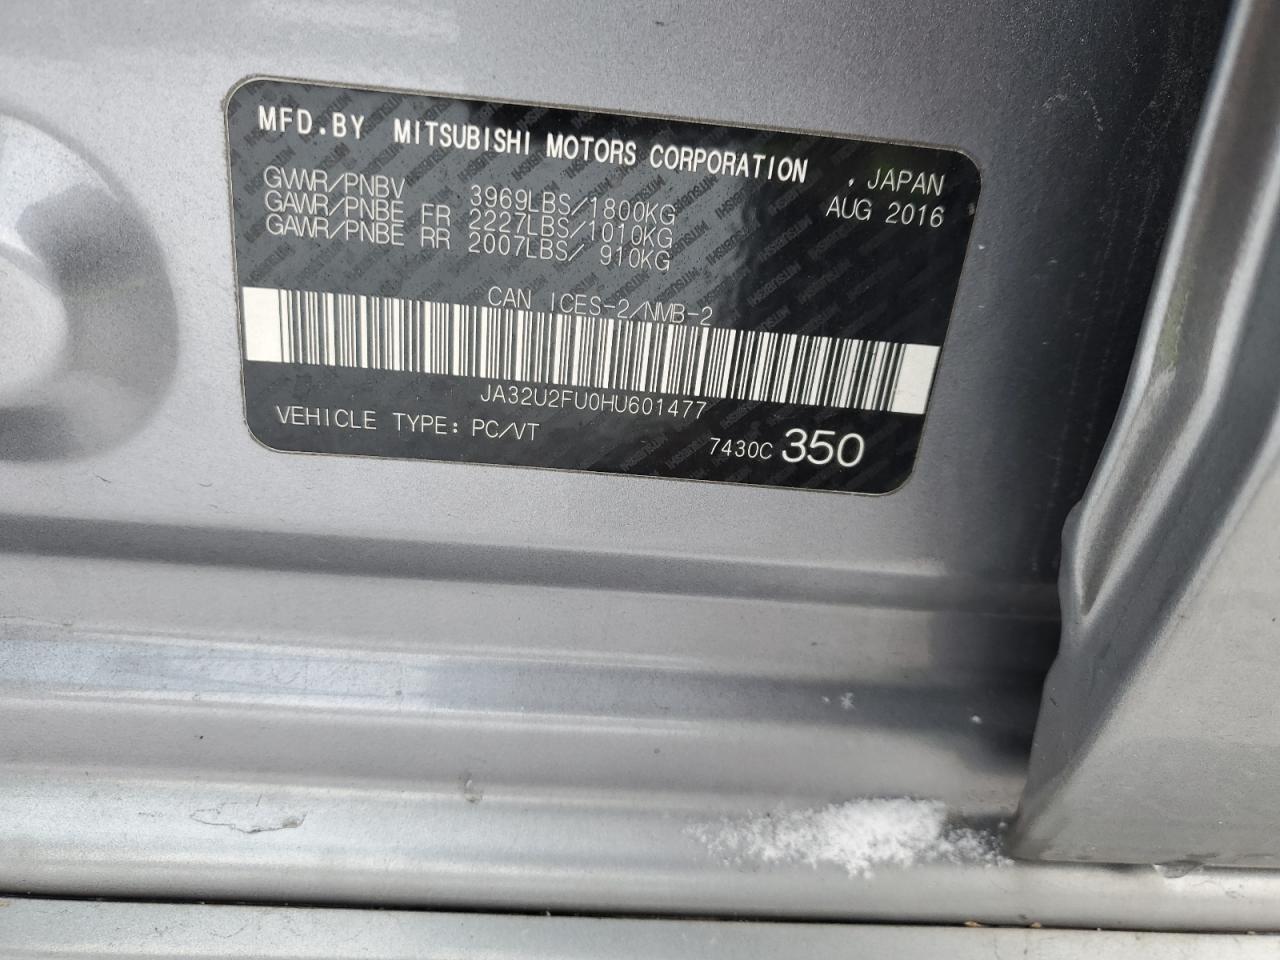 MFD.BY MITSUBISHI MOTORS CORPORATION , JAPAN
GVWR/PNBV 3969LBS/1800KG AUG 2016
GAWR/PNBE FR 2227LBS/1010KG
GAWR/PNBE RR 2007LBS/ 910KG
CAN ICES-2/NMB-2
JA32U2FU0HU601477
VEHICLE TYPE: PC/VT 7430C 350